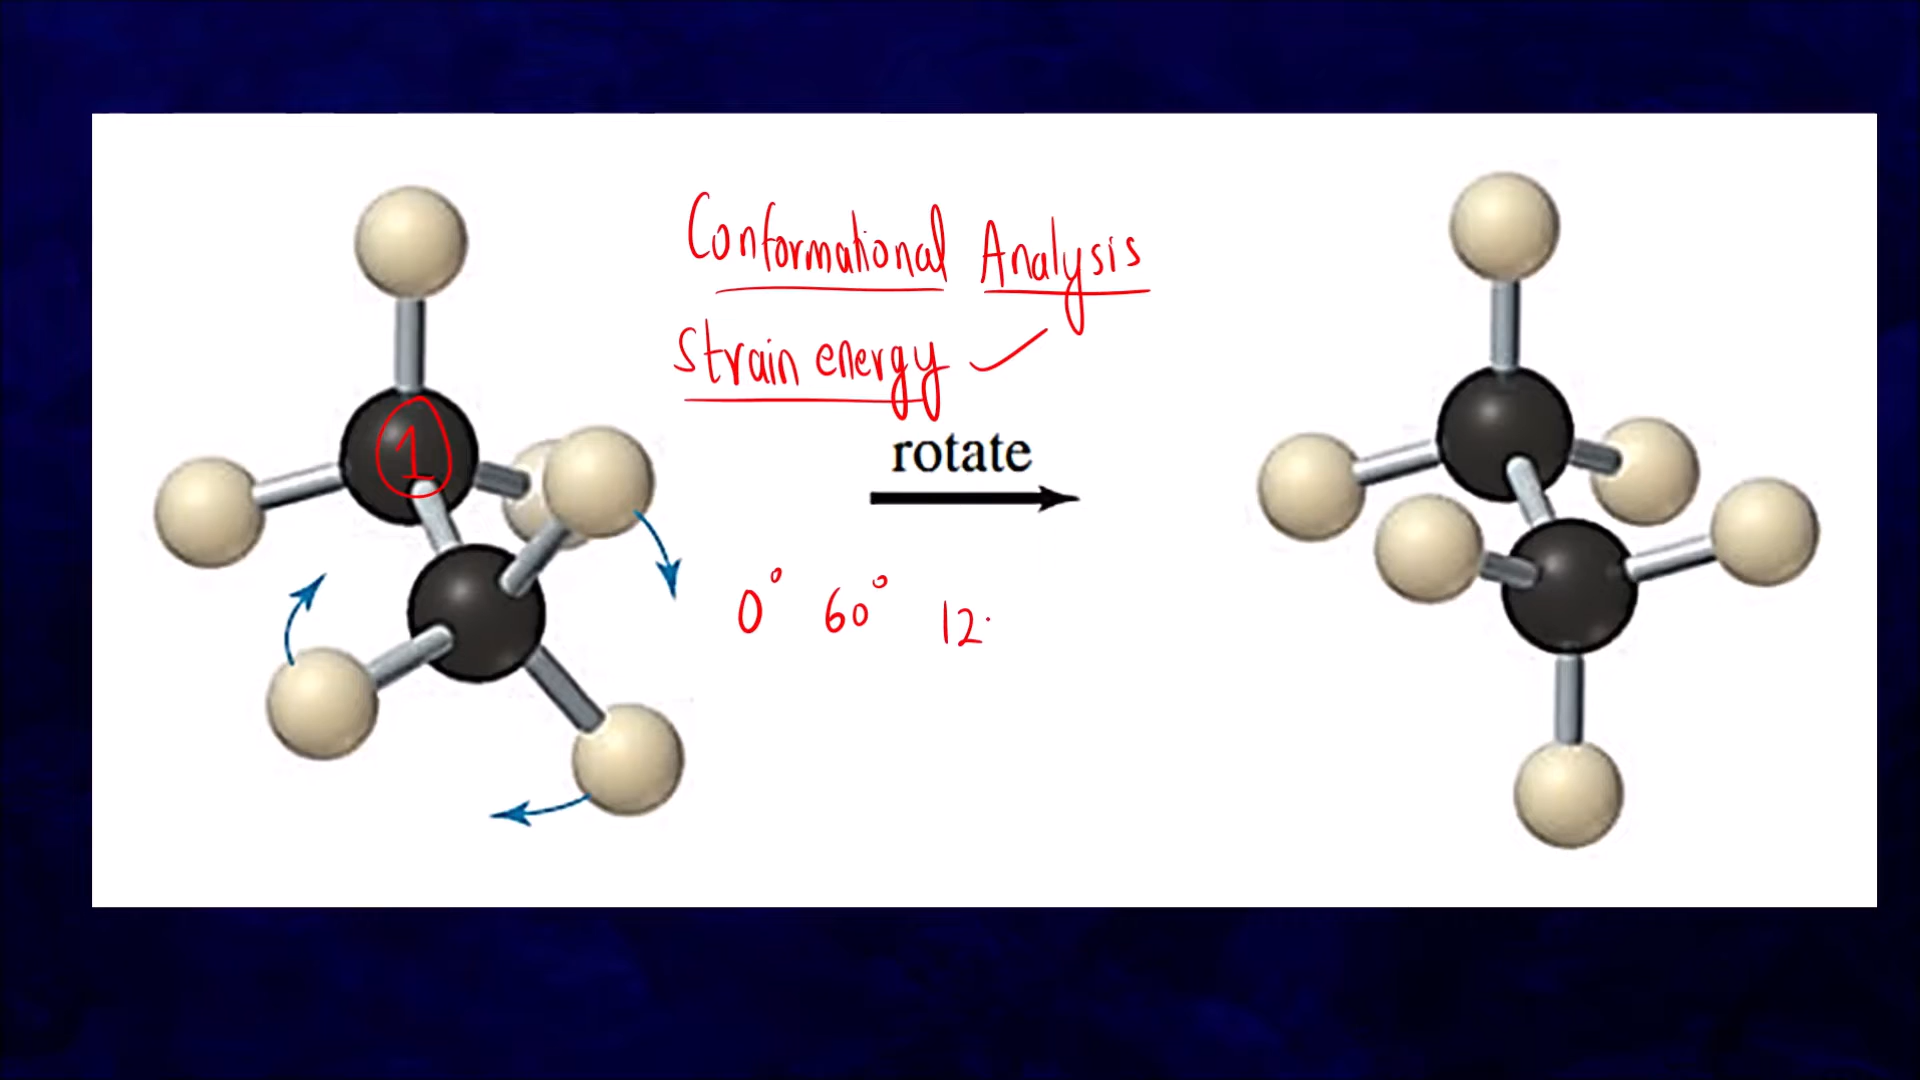 Conformational Analysis
Strain energy
1
rotate
0° 60° 12